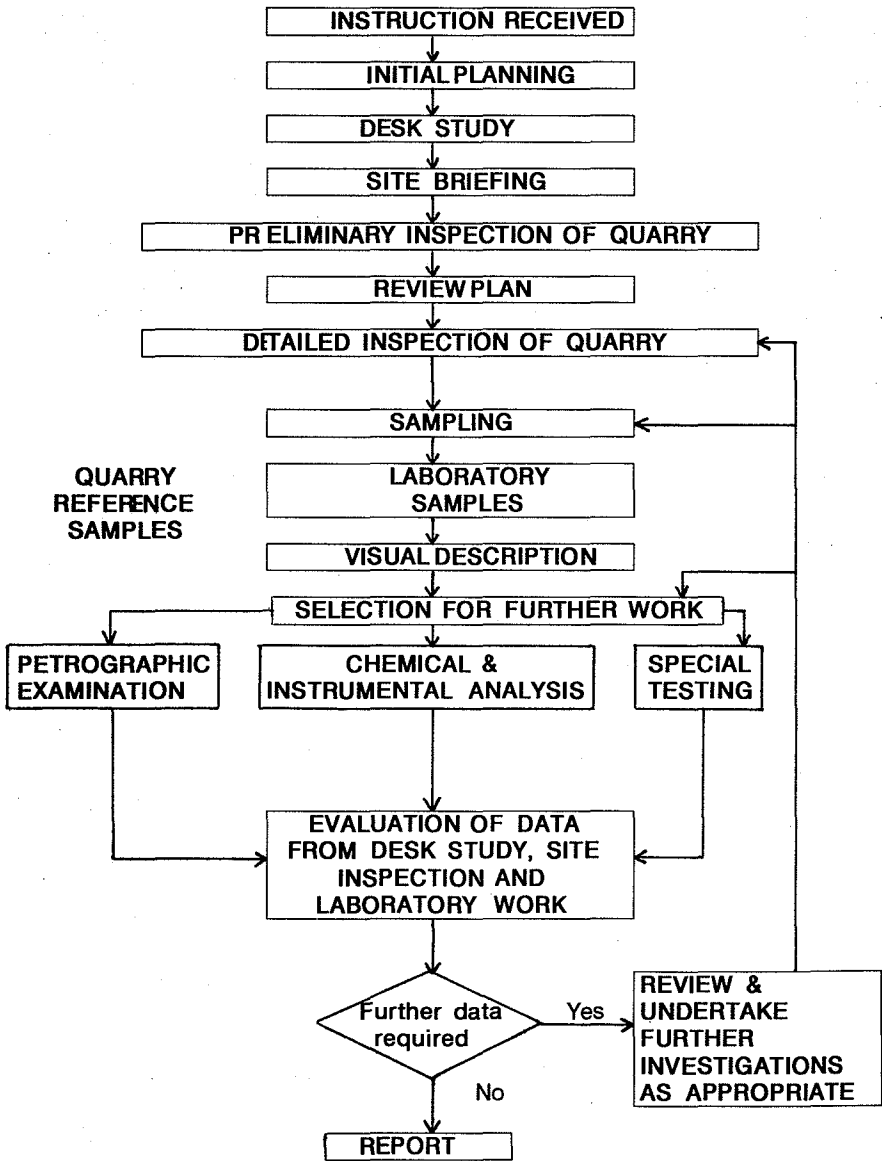 INSTRUCTION RECEIVED
INITIAL PLANNING
DESK STUDY
SITE BRIEFING
PRELIMINARY INSPECTION OF QUARRY
REVIEW PLAN
DETAILED INSPECTION OF QUARRY
SAMPLING
QUARRY
REFERENCE
SAMPLES
LABORATORY
SAMPLES
VISUAL DESCRIPTION
SELECTION FOR FURTHER WORK
PETROGRAPHIC
EXAMINATION
CHEMICAL &
INSTRUMENTAL ANALYSIS
SPECIAL
TESTING
EVALUATION OF DATA
FROM DESK STUDY, SITE
INSPECTION AND
LABORATORY WORK
Further data
required
Yes
REVIEW &
UNDERTAKE
FURTHER
INVESTIGATIONS
AS APPROPRIATE
No
REPORT